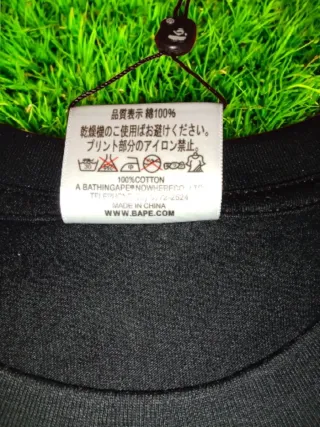 品質表示 綿100%
乾燥機のご使用はお避けください。
プリント部分のアイロン禁止。
100%COTTON
A BATHINGAPE® NOWHERE CO. LTD.
MADE IN CHINA
WWW.BAPE.COM